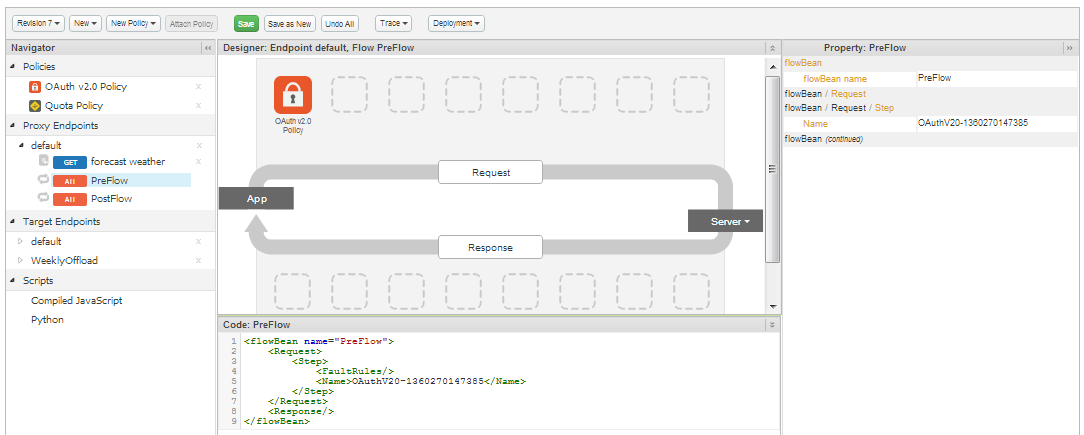 Revision 7 New New Policy Attach Policy Save Save as New Undo All Trace Deployment
Navigator
Policies
OAuth v2.0 Policy x
Quota Policy x
Proxy Endpoints
default x
GET forecast weather x
All PreFlow
All PostFlow
Target Endpoints
default x
WeeklyOffload x
Scripts
Compiled JavaScript
Python
Designer: Endpoint default, Flow PreFlow
OAuth v2.0
Policy
Request
App
Server
Response
Code: PreFlow
1 <flowBean name="PreFlow">
2 <Request>
3 <Step>
4 <FaultRules/>
5 <Name>OAuthV20-1360270147385</Name>
6 </Step>
7 </Request>
8 <Response/>
9 </flowBean>
Property: PreFlow
flowBean
flowBean name PreFlow
flowBean / Request
flowBean / Request / Step
Name OAuthV20-1360270147385
flowBean (continued)